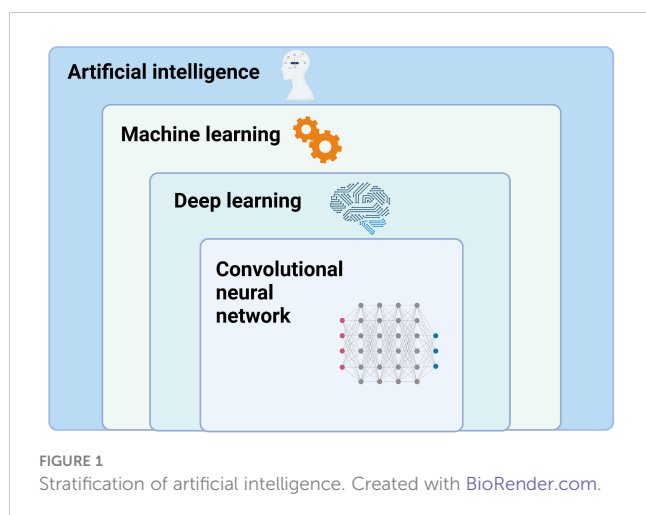 Artificial intelligence
Machine learning
Deep learning
Convolutional
neural
network
FIGURE 1
Stratification of artificial intelligence. Created with BioRender.com.